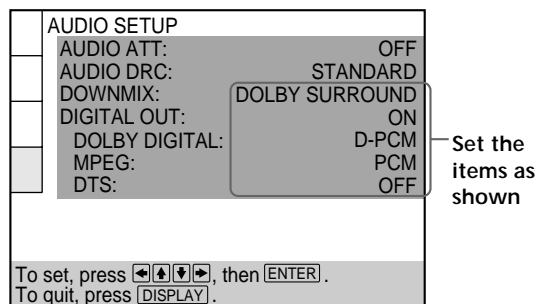 AUDIO SETUP
AUDIO ATT: OFF
AUDIO DRC: STANDARD
DOWNMIX: DOLBY SURROUND
DIGITAL OUT: ON
DOLBY DIGITAL: D-PCM
MPEG: PCM
DTS: OFF
Set the
items as
shown
To set, press , then ENTER .
To quit, press DISPLAY .